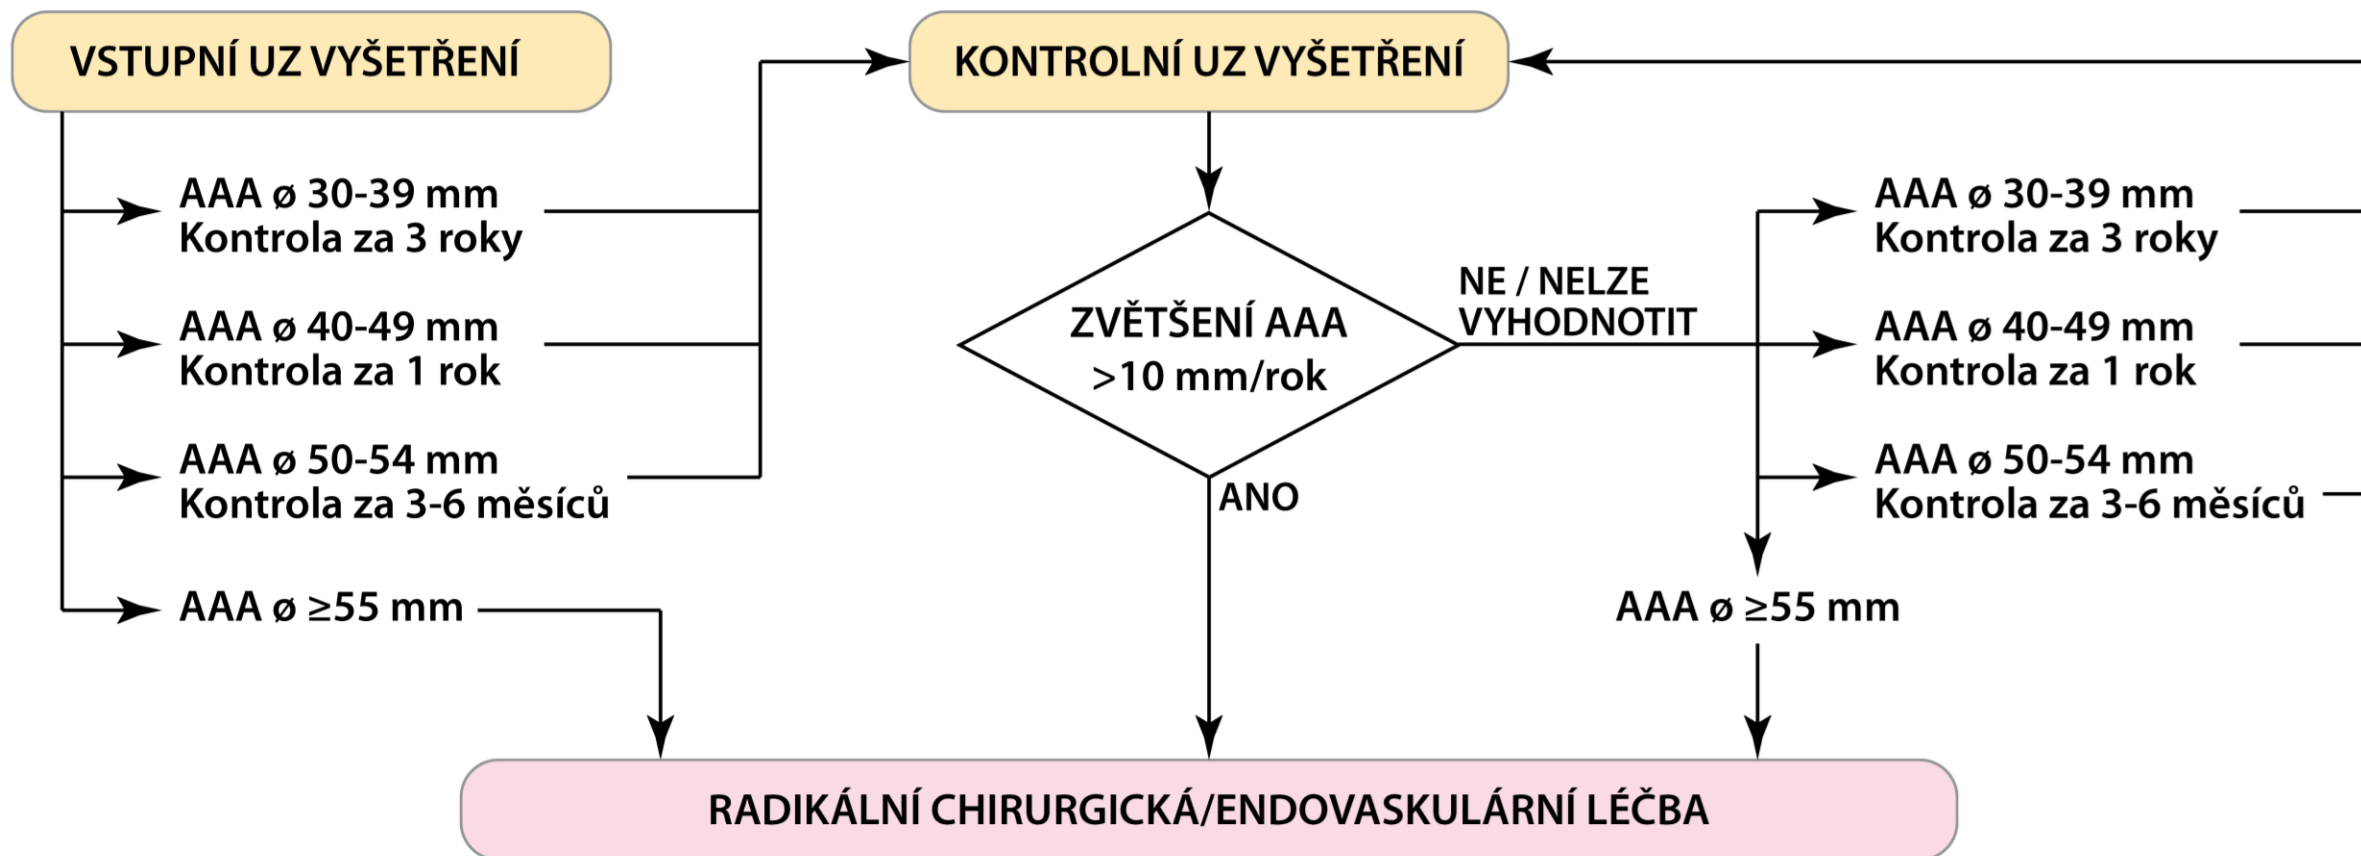 VSTUPNÍ UZ VYŠETŘENÍ
AAA ø 30-39 mm
Kontrola za 3 roky
AAA ø 40-49 mm
Kontrola za 1 rok
AAA ø 50-54 mm
Kontrola za 3-6 měsíců
AAA ø ≥55 mm
KONTROLNÍ UZ VYŠETŘENÍ
ZVĚTŠENÍ AAA
>10 mm/rok
NE / NELZE
VYHODNOTIT
ANO
AAA ø 30-39 mm
Kontrola za 3 roky
AAA ø 40-49 mm
Kontrola za 1 rok
AAA ø 50-54 mm
Kontrola za 3-6 měsíců
AAA ø ≥55 mm
RADIKÁLNÍ CHIRURGICKÁ/ENDOVASKULÁRNÍ LÉČBA